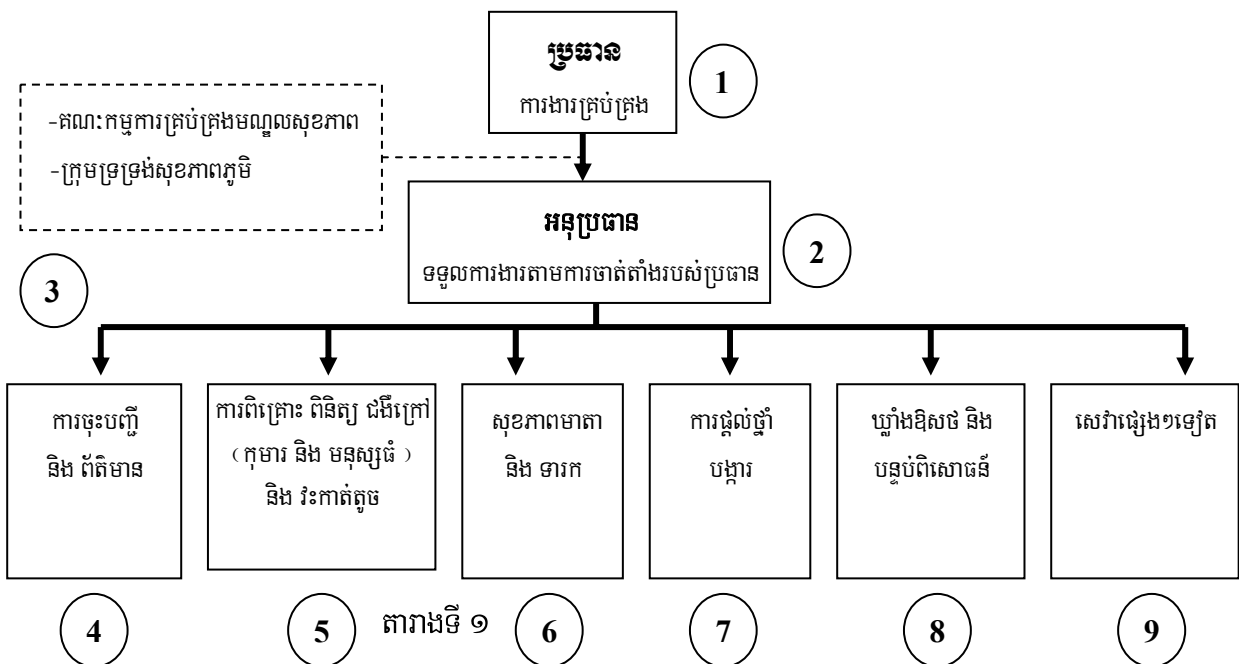 ប្រធាន
ការងារគ្រប់គ្រង
1
-គណៈកម្មការគ្រប់គ្រងមណ្ឌលសុខភាព
-ក្រុមទ្រទ្រង់សុខភាពភូមិ
អនុប្រធាន
ទទួលការងារតាមការចាត់តាំងរបស់ប្រធាន
2
3
ការចុះបញ្ជី
និង ព័ត៌មាន
ការពិគ្រោះ ពិនិត្យ ជងឺក្រៅ
( កុមារ និង មនុស្សធំ )
និង វះកាត់តូច
សុខភាពមាតា
និង ទារក
ការផ្តល់ថ្នាំ
បង្ការ
ឃ្លាំងឱសថ និង
បន្ទប់ពិសោធន៍
សេវាផ្សេងៗទៀត
4
5
តារាងទី ១
6
7
8
9